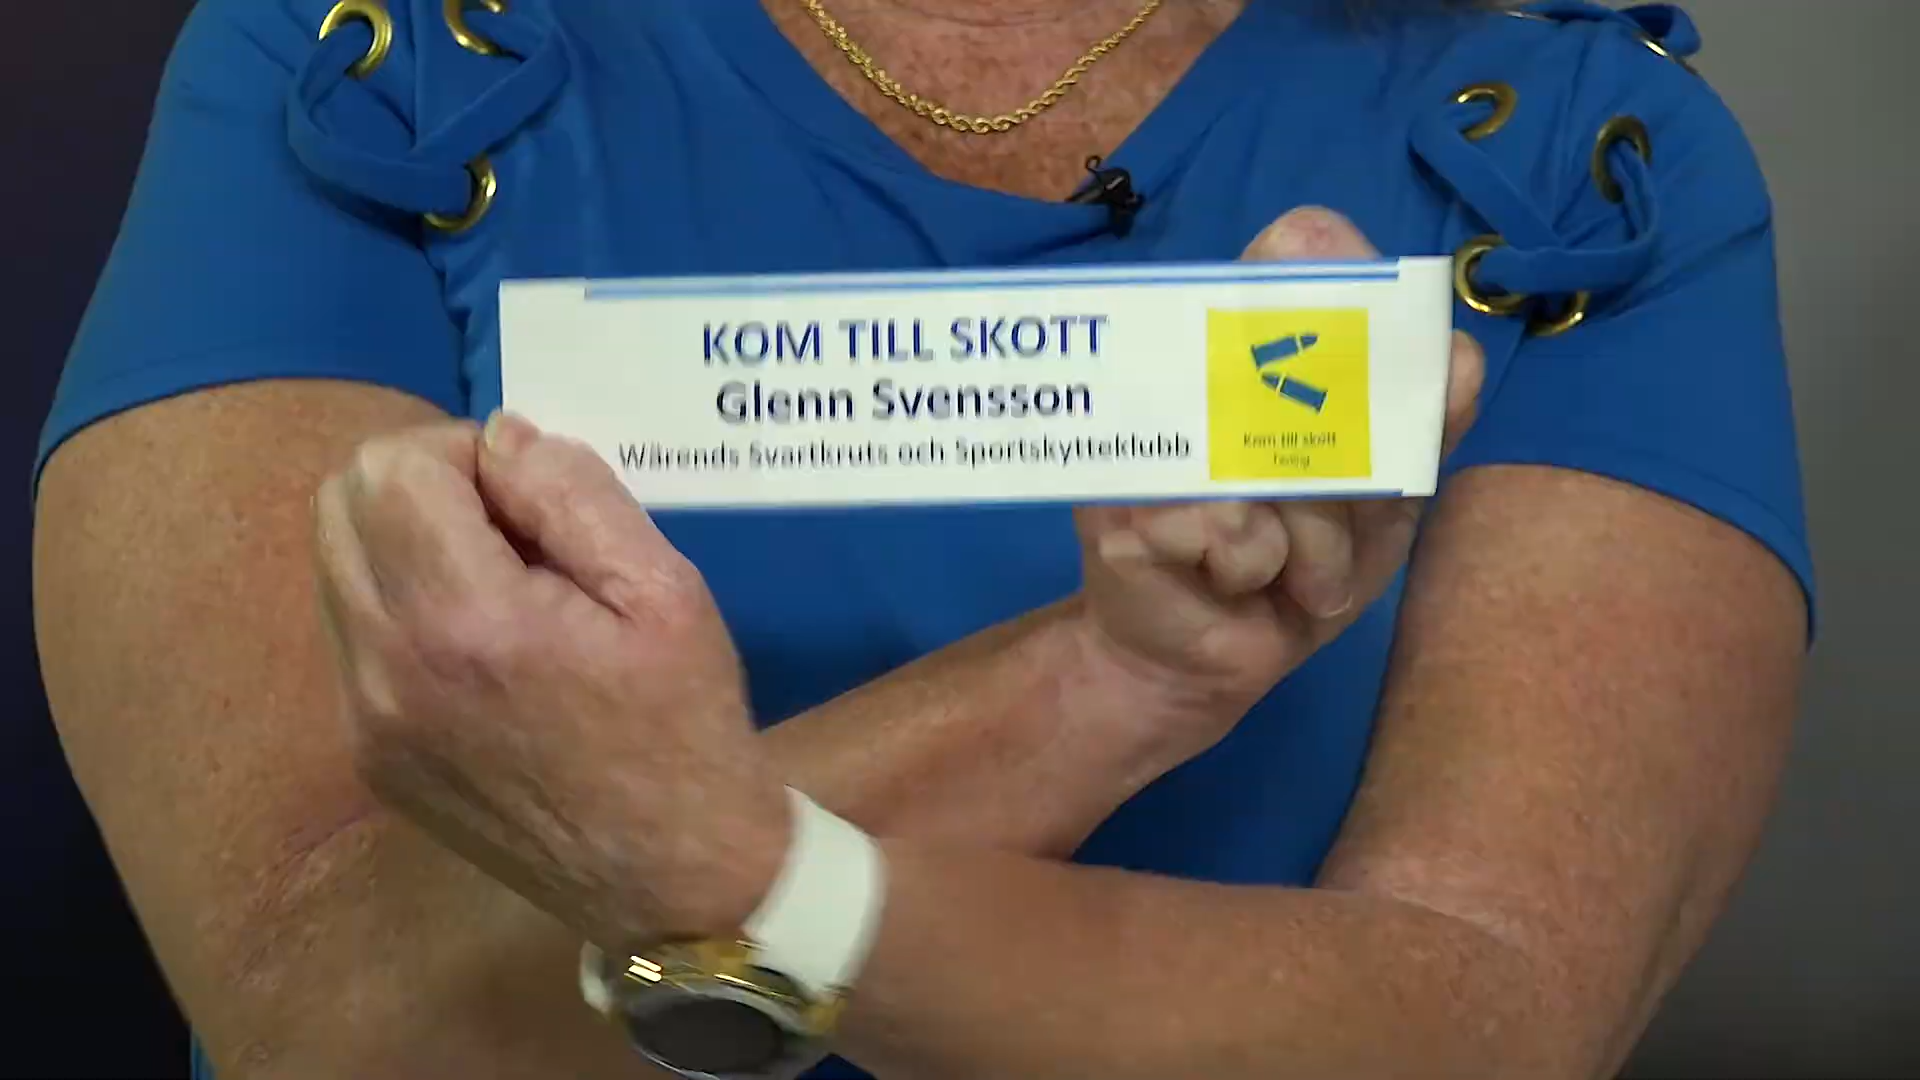 KOM TILL SKOTT
Glenn Svensson
Wärends Svartkruts och Sportskytteklubb
Kom till skott